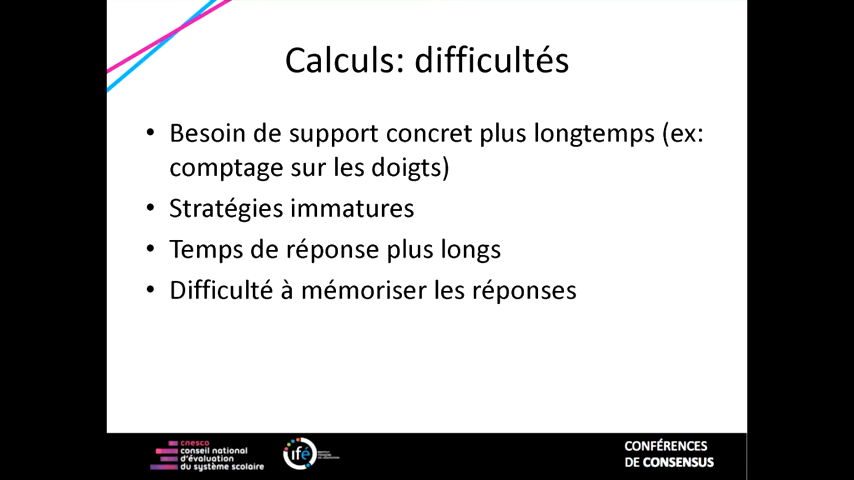 Calculs: difficultés
• Besoin de support concret plus longtemps (ex:
comptage sur les doigts)
• Stratégies immatures
• Temps de réponse plus longs
• Difficulté à mémoriser les réponses
cnesco
conseil national
d'évaluation
du système scolaire
ifé
CONFÉRENCES
DE CONSENSUS